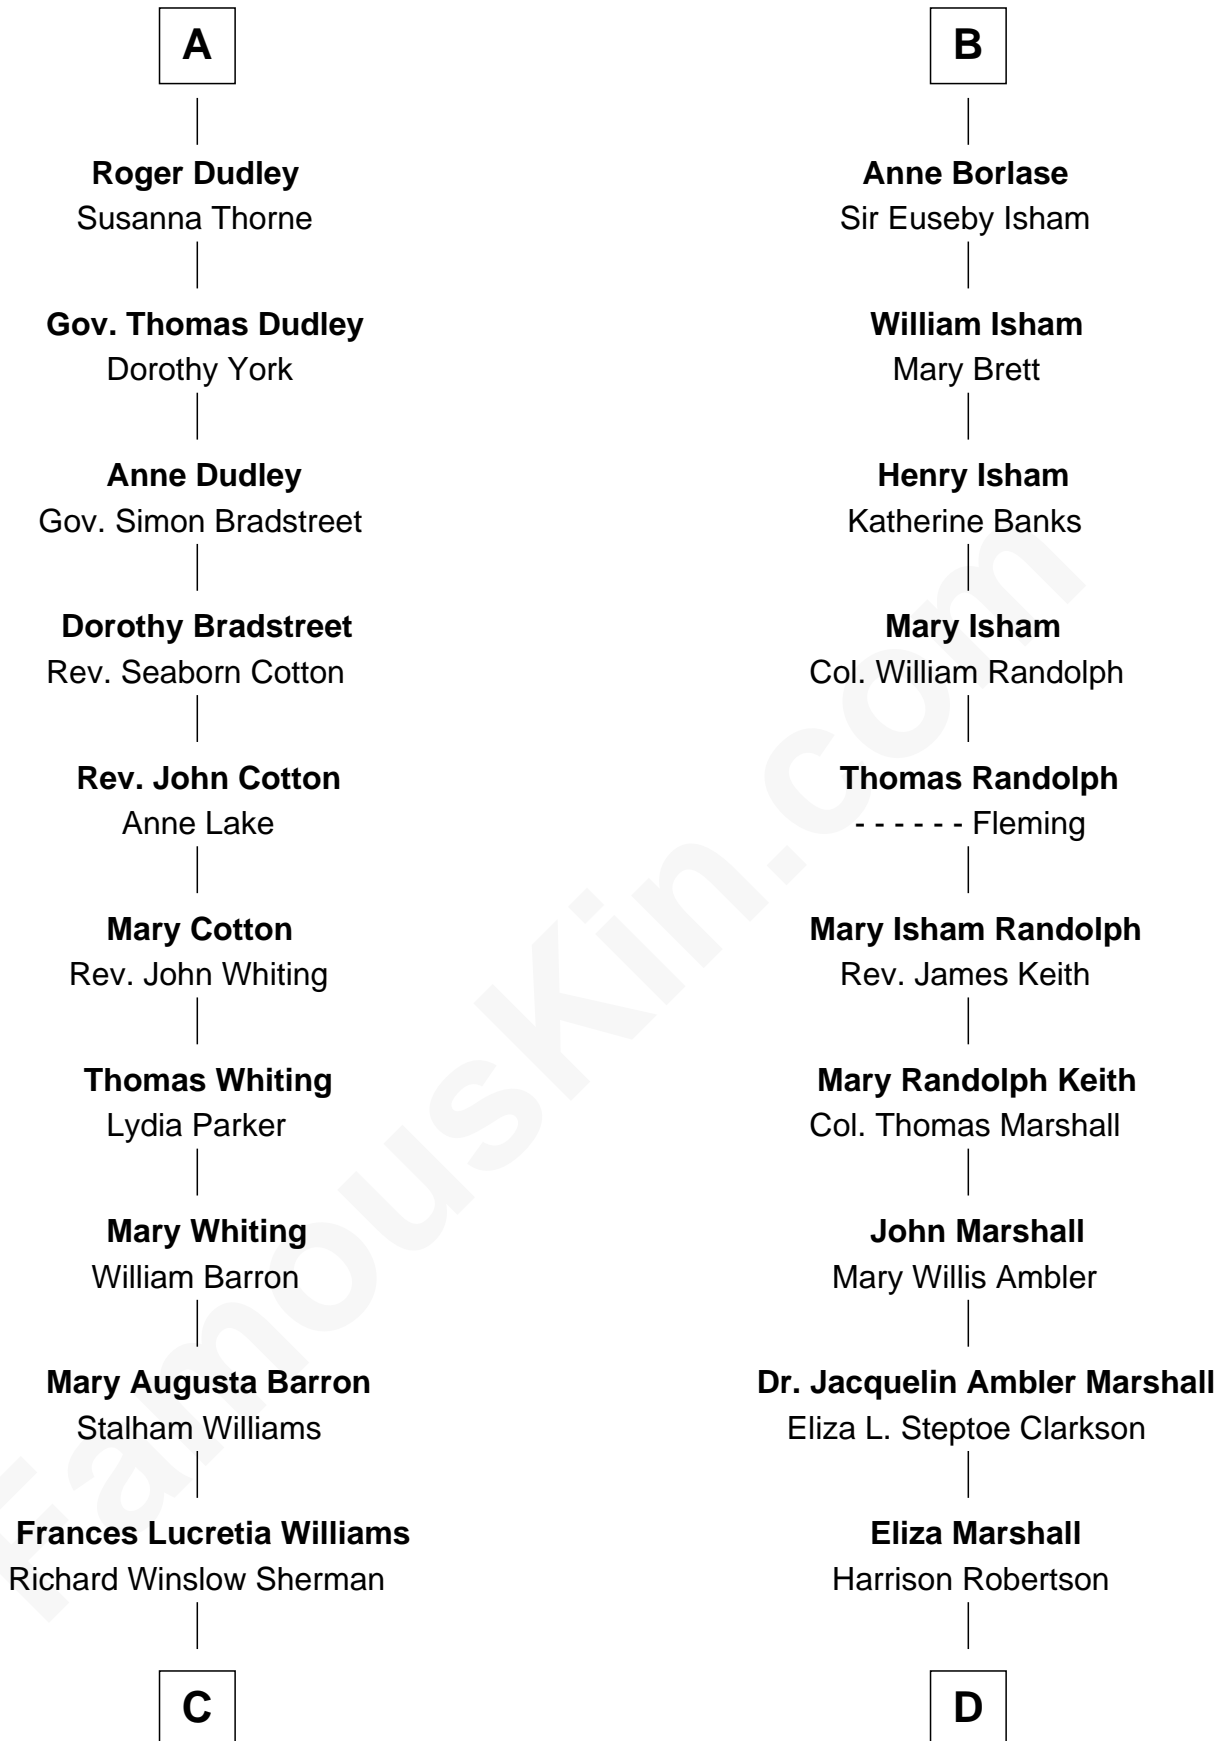 A
Roger Dudley
Susanna Thorne
Gov. Thomas Dudley
Dorothy York
Anne Dudley
Gov. Simon Bradstreet
Dorothy Bradstreet
Rev. Seaborn Cotton
Rev. John Cotton
Anne Lake
Mary Cotton
Rev. John Whiting
Thomas Whiting
Lydia Parker
Mary Whiting
William Barron
Mary Augusta Barron
Stalham Williams
Frances Lucretia Williams
Richard Winslow Sherman
C
B
Anne Borlase
Sir Euseby Isham
William Isham
Mary Brett
Henry Isham
Katherine Banks
Mary Isham
Col. William Randolph
Thomas Randolph
- - - - - - Fleming
Mary Isham Randolph
Rev. James Keith
Mary Randolph Keith
Col. Thomas Marshall
John Marshall
Mary Willis Ambler
Dr. Jacquelin Ambler Marshall
Eliza L. Steptoe Clarkson
Eliza Marshall
Harrison Robertson
D
FamousKin.com